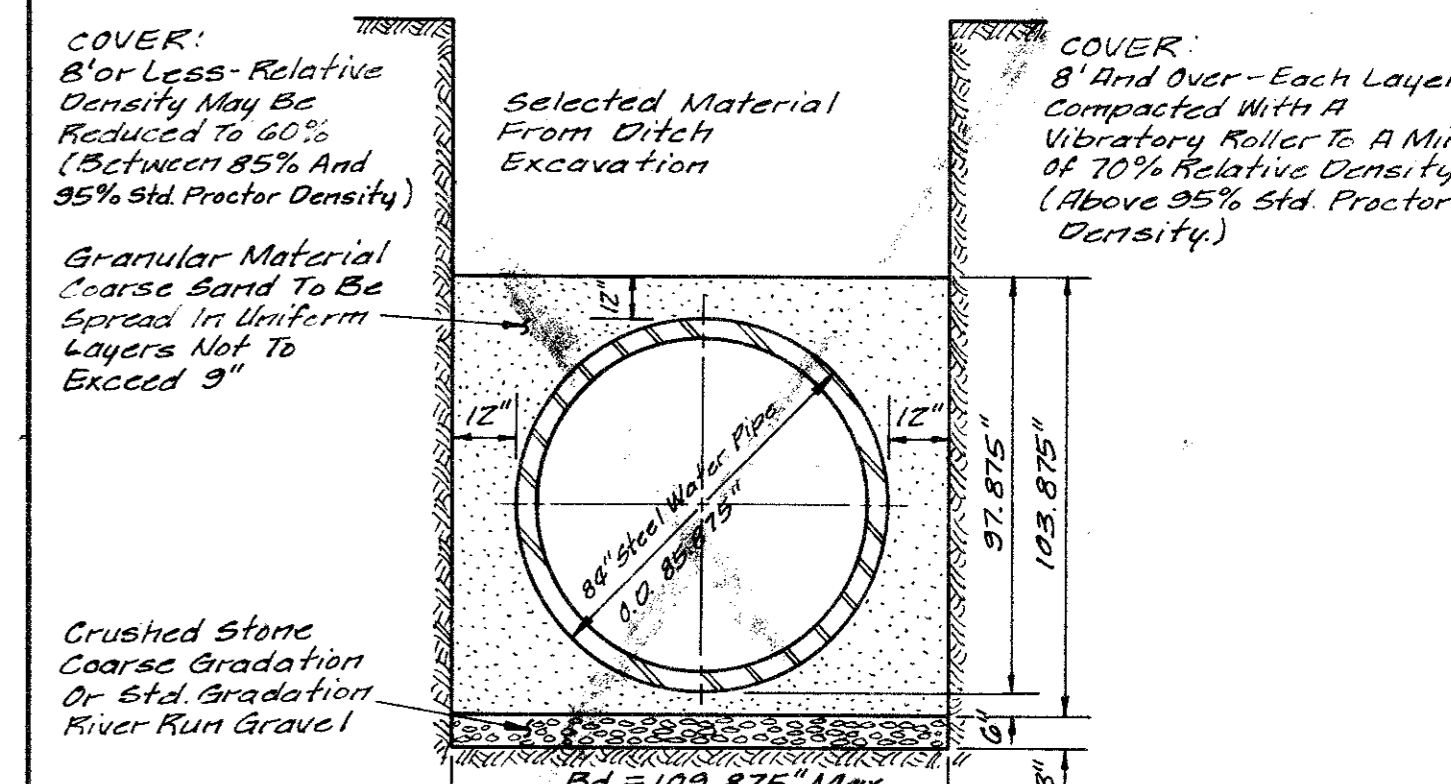 COVER:
8' or Less - Relative
Density May Be
Reduced To 60%
(Between 85% And
95% Std. Proctor Density)
Granular Material
Coarse Sand To Be
Spread In Uniform
Layers Not To
Exceed 9"
Crushed Stone
Coarse Gradation
Or Std. Gradation
River Run Gravel
Selected Material
From Ditch
Excavation
12"
12"
12"
84" Steel Water Pipe
O.D. 85.875"
COVER:
8' And Over - Each Layer
Compacted With A
Vibratory Roller To A Min
Of 70% Relative Density
(Above 95% Std. Proctor
Density.)
97.875"
103.875"
6"
3"
Bd = 109.875" Max